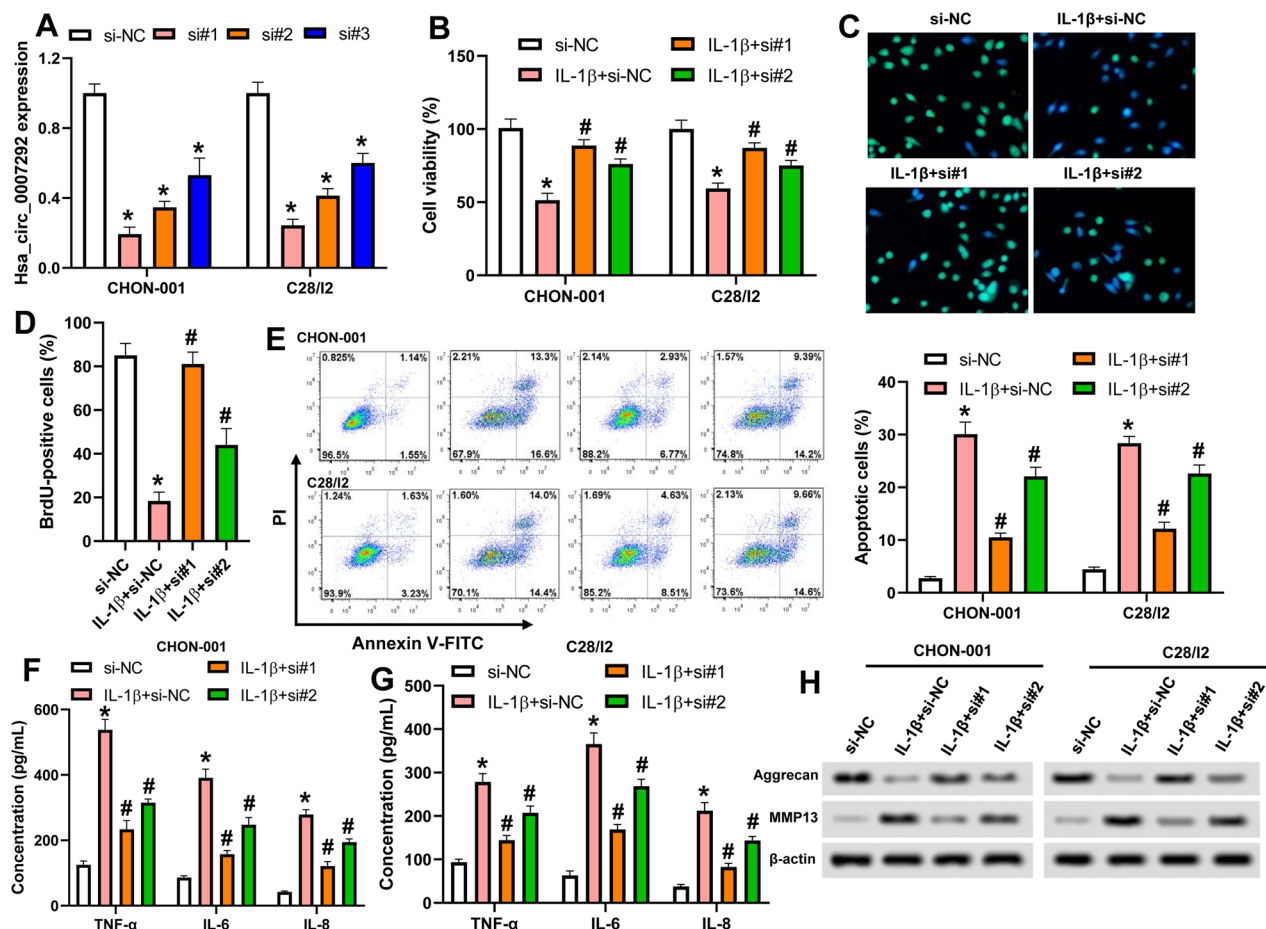 A
si-NC si#1 si#2 si#3
Hsa_circ_0007292 expression
1.2
0.8
0.4
0.0
CHON-001 C28/I2
* * * * * *
B
si-NC IL-1β+si#1
IL-1β+si-NC IL-1β+si#2
Cell viability (%)
150
100
50
0
CHON-001 C28/I2
* # # * # #
C
si-NC IL-1β+si-NC
IL-1β+si#1 IL-1β+si#2
D
BrdU-positive cells (%)
100
80
60
40
20
0
* # #
si-NC IL-1β+si-NC IL-1β+si#1 IL-1β+si#2
E
CHON-001
0.825% 1.14% 2.21% 13.3% 2.14% 2.93% 1.57% 9.39%
96.5% 1.55% 67.9% 16.6% 88.2% 6.77% 74.8% 14.2%
C28/I2
1.24% 1.63% 1.60% 14.0% 1.69% 4.63% 2.13% 9.66%
93.9% 3.23% 70.1% 14.4% 85.2% 8.51% 73.6% 14.6%
PI
Annexin V-FITC
si-NC IL-1β+si#1
IL-1β+si-NC IL-1β+si#2
Apoptotic cells (%)
40
30
20
10
0
* # # * # #
CHON-001 C28/I2
F
CHON-001
si-NC IL-1β+si#1
IL-1β+si-NC IL-1β+si#2
Concentration (pg/mL)
600
400
200
0
* # # * # # * # #
TNF-α IL-6 IL-8
G
C28/I2
si-NC IL-1β+si#1
IL-1β+si-NC IL-1β+si#2
Concentration (pg/mL)
500
400
300
200
100
0
* # # * # # * # #
TNF-α IL-6 IL-8
H
CHON-001 C28/I2
si-NC IL-1β+si-NC IL-1β+si#1 IL-1β+si#2 si-NC IL-1β+si-NC IL-1β+si#1 IL-1β+si#2
Aggrecan
MMP13
β-actin